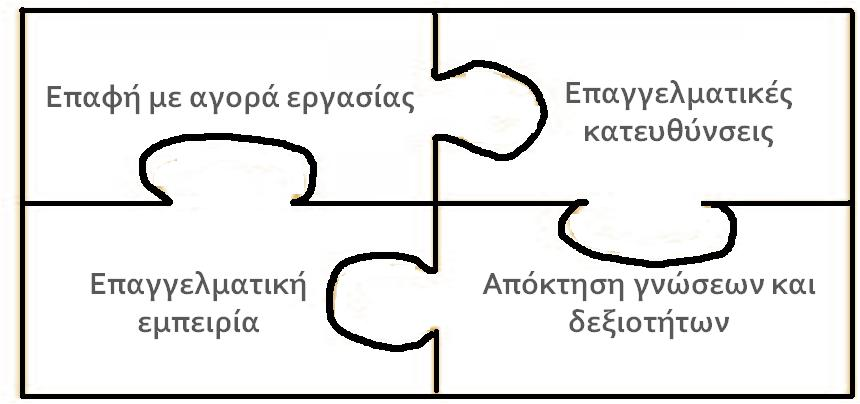 Επαφή με αγορά εργασίας
Επαγγελματικές
κατευθύνσεις
Επαγγελματική
εμπειρία
Απόκτηση γνώσεων και
δεξιοτήτων